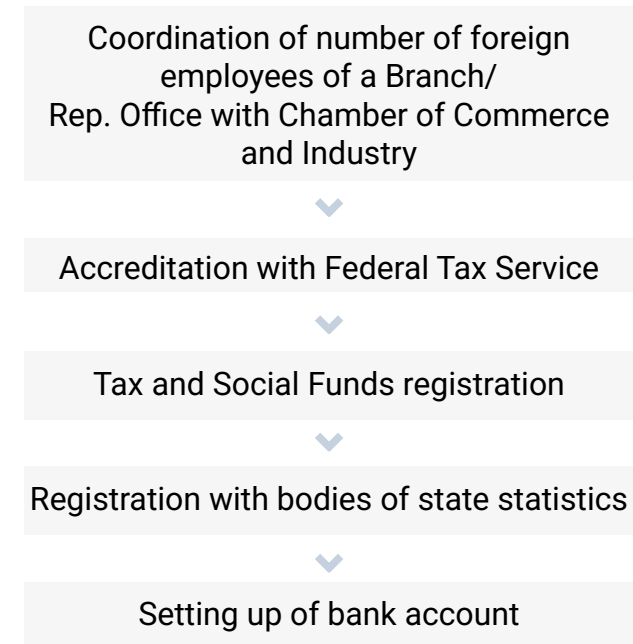 Coordination of number of foreign
employees of a Branch/
Rep. Office with Chamber of Commerce
and Industry
Accreditation with Federal Tax Service
Tax and Social Funds registration
Registration with bodies of state statistics
Setting up of bank account